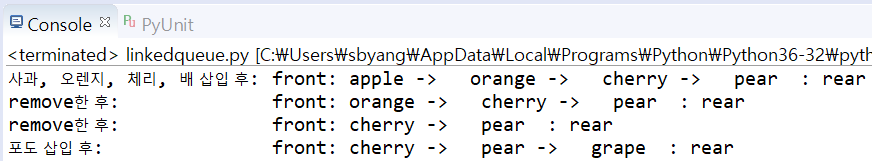 Console PyUnit
<terminated> linkedqueue.py [C:₩Users₩sbyang₩AppData₩Local₩Programs₩Python₩Python36-32₩pyth
사과, 오렌지, 체리, 배 삽입 후: front: apple -> orange -> cherry -> pear : rear
remove한 후: front: orange -> cherry -> pear : rear
remove한 후: front: cherry -> pear : rear
포도 삽입 후: front: cherry -> pear -> grape : rear